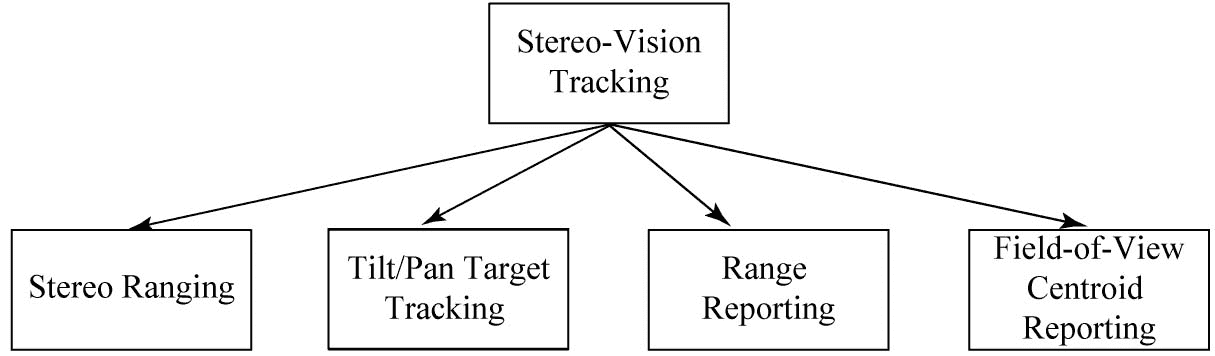 Stereo-Vision
Tracking
Stereo Ranging
Tilt/Pan Target
Tracking
Range
Reporting
Field-of-View
Centroid
Reporting